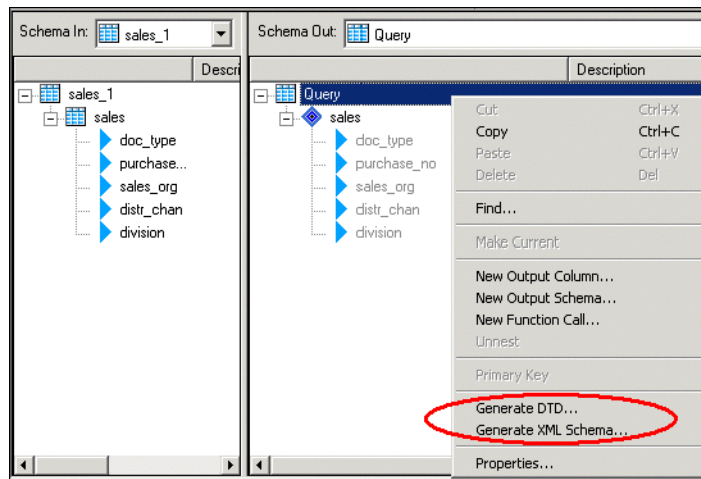 Schema In: sales_1
Schema Out: Query
Descri
Description
sales_1
sales
doc_type
purchase...
sales_org
distr_chan
division
Query
sales
doc_type
purchase_no
sales_org
distr_chan
division
Cut Ctrl+X
Copy Ctrl+C
Paste Ctrl+V
Delete Del
Find...
Make Current
New Output Column...
New Output Schema...
New Function Call...
Unnest
Primary Key
Generate DTD...
Generate XML Schema...
Properties...